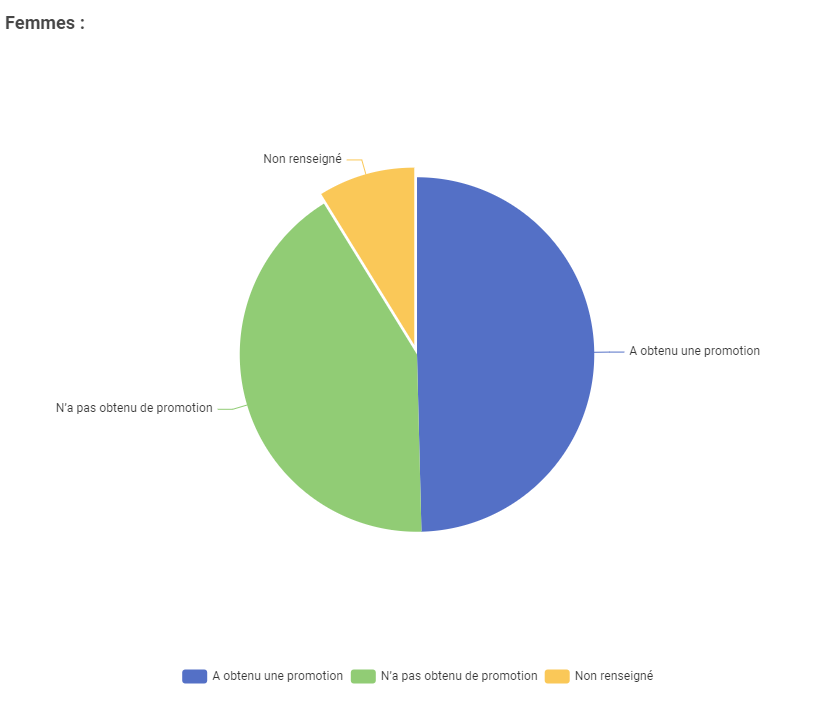 Femmes :
Non renseigné
A obtenu une promotion
N'a pas obtenu de promotion
A obtenu une promotion N'a pas obtenu de promotion Non renseigné